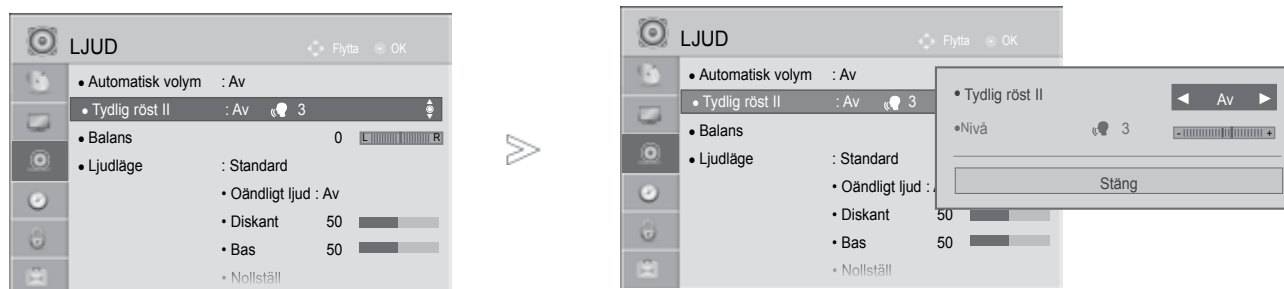 LJUD Flytta OK
• Automatisk volym : Av
• Tydlig röst II : Av 3
• Balans 0 L R
• Ljudläge : Standard
• Oändligt ljud : Av
• Diskant 50
• Bas 50
• Nollställ
LJUD Flytta OK
• Automatisk volym : Av
• Tydlig röst II : Av 3
• Balans
• Ljudläge : Standard
• Oändligt ljud :
• Diskant 50
• Bas 50
• Nollställ
• Tydlig röst II ◄ Av ►
•Nivå 3 - +
Stäng